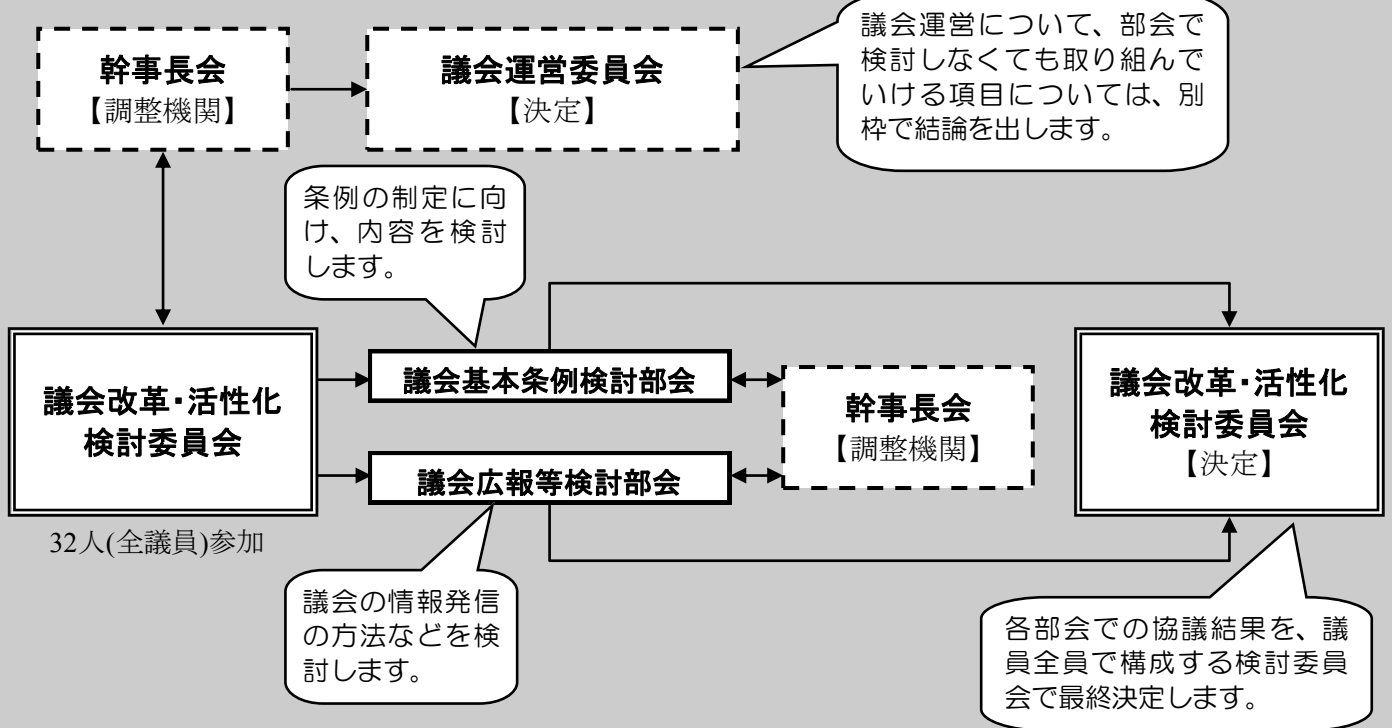 幹事長会
【調整機関】
議会運営委員会
【決定】
議会運営について、部会で
検討しなくても取り組んで
いける項目については、別
枠で結論を出します。
条例の制定に向
け、内容を検討
します。
議会改革・活性化
検討委員会
32人(全議員)参加
議会基本条例検討部会
議会広報等検討部会
幹事長会
【調整機関】
議会改革・活性化
検討委員会
【決定】
議会の情報発信
の方法などを検
討します。
各部会での協議結果を、議
員全員で構成する検討委員
会で最終決定します。